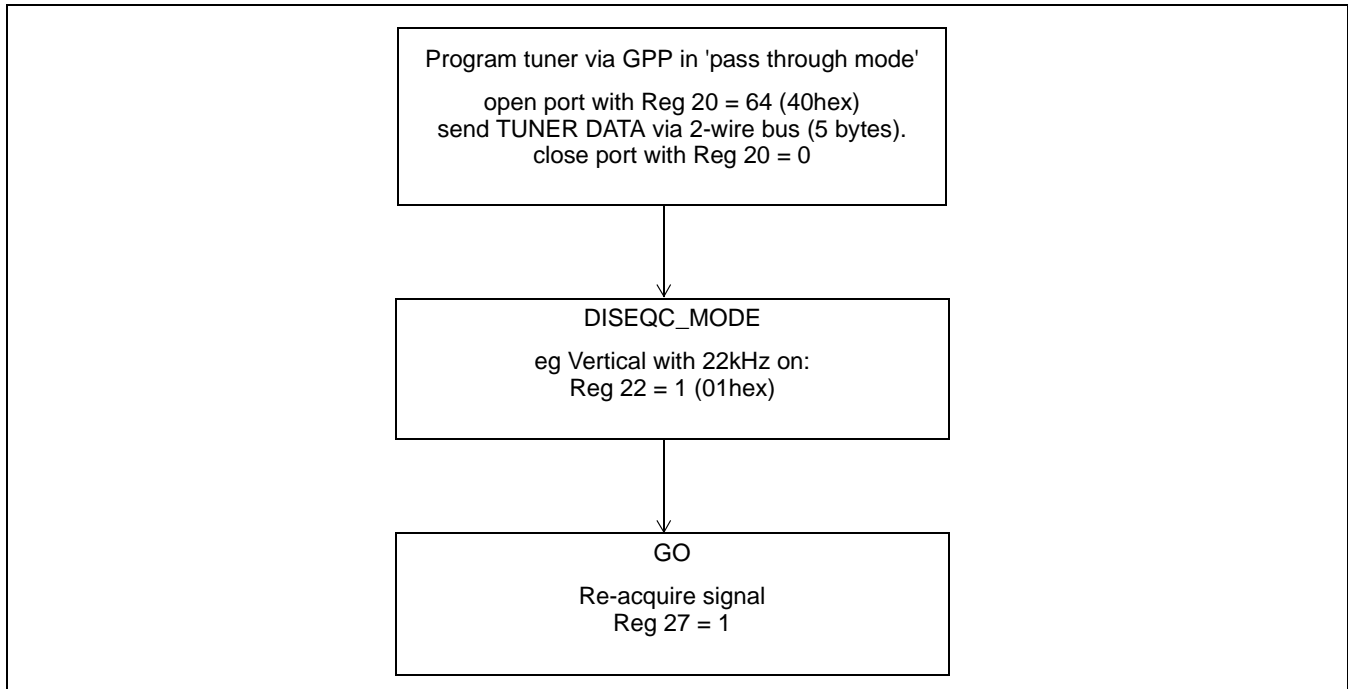 Program tuner via GPP in 'pass through mode'
open port with Reg 20 = 64 (40hex)
send TUNER DATA via 2-wire bus (5 bytes).
close port with Reg 20 = 0
DISEQC_MODE
eg Vertical with 22kHz on:
Reg 22 = 1 (01hex)
GO
Re-acquire signal
Reg 27 = 1